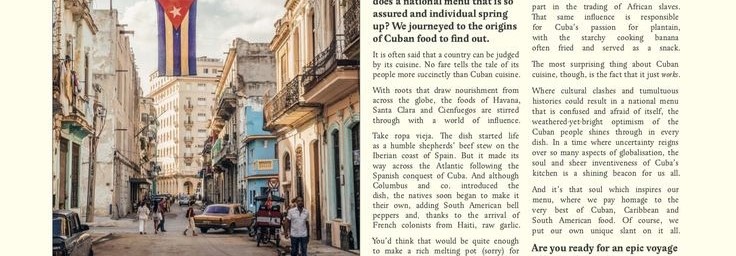 does a national menu that is so
assured and individual spring
up? We journeyed to the origins
of Cuban food to find out.
It is often said that a country can be judged
by its cuisine. No fare tells the tale of its
people more succinctly than Cuban cuisine.
With roots that draw nourishment from
across the globe, the foods of Havana,
Santa Clara and Cienfuegos are stirred
through with a world of influence.
Take ropa vieja. The dish started life
as a humble shepherds' beef stew on the
Iberian coast of Spain. But it made its
way across the Atlantic following the
Spanish conquest of Cuba. And although
Columbus and co. introduced the
dish, the natives soon began to make it
their own, adding South American bell
peppers and, thanks to the arrival of
French colonists from Haiti, raw garlic.
You'd think that would be quite enough
to make a rich melting pot (sorry) for
part in the trading of African slaves.
That same influence is responsible
for Cuba's passion for plantain,
with the starchy cooking banana
often fried and served as a snack.
The most surprising thing about Cuban
cuisine, though, is the fact that it just works.
Where cultural clashes and tumultuous
histories could result in a national menu
that is confused and afraid of itself, the
weathered-yet-bright optimism of the
Cuban people shines through in every
dish. In a time where uncertainty reigns
over so many aspects of globalisation, the
soul and sheer inventiveness of Cuba's
kitchen is a shining beacon for us all.
And it's that soul which inspires our
menu, where we pay homage to the
very best of Cuban, Caribbean and
South American food. Of course, we
put our own unique slant on it all.
Are you ready for an epic voyage